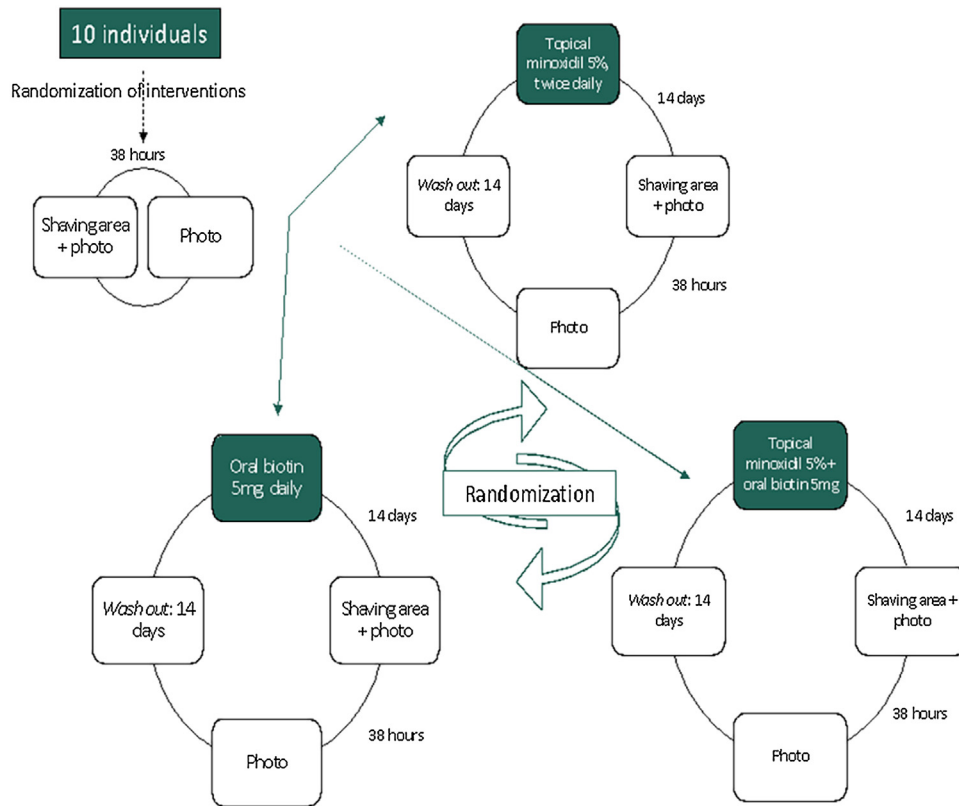 10 individuals
Randomization of interventions
38 hours
Shaving area
+ photo
Photo
Topical
minoxidil 5%,
twice daily
14 days
Wash out: 14
days
Shaving area
+ photo
38 hours
Photo
Oral biotin
5mg daily
14 days
Wash out: 14
days
Shaving area
+ photo
38 hours
Photo
Randomization
Topical
minoxidil 5%+
oral biotin 5mg
14 days
Wash out: 14
days
Shaving area +
photo
38 hours
Photo